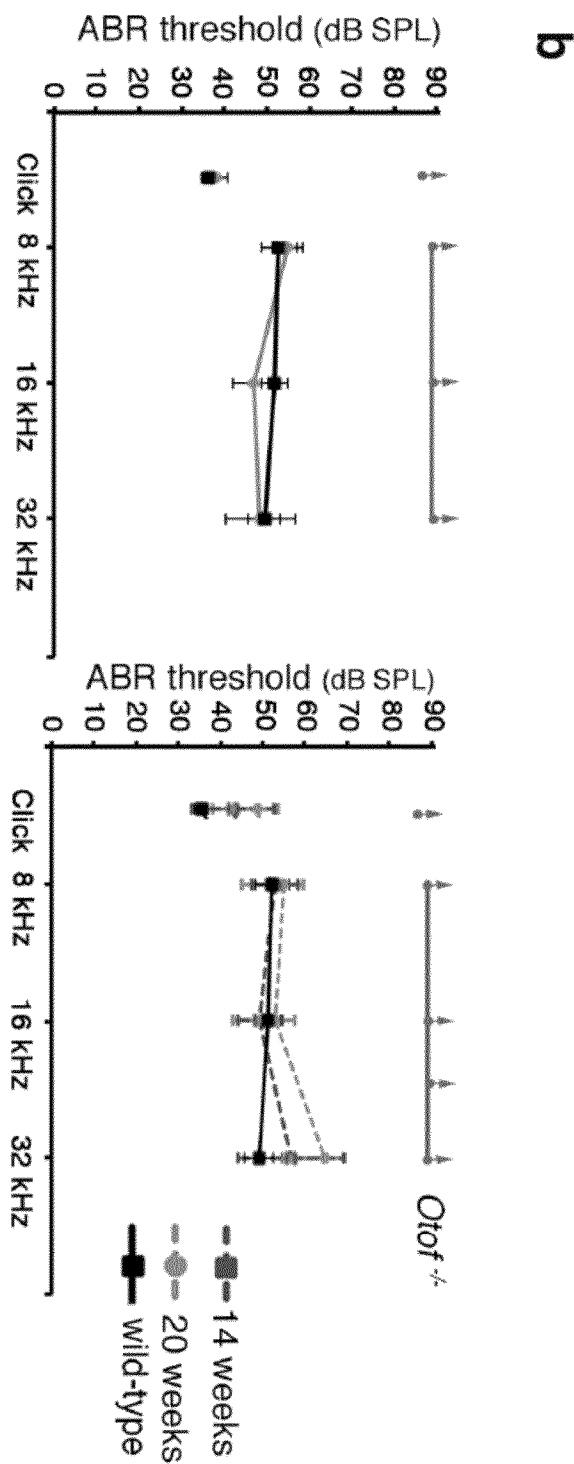 b
ABR threshold (dB SPL)
90
80
70
60
50
40
30
20
10
0
Click 8 kHz 16 kHz 32 kHz
ABR threshold (dB SPL)
90
80
70
60
50
40
30
20
10
0
Click 8 kHz 16 kHz 32 kHz
Otof -/-
14 weeks
20 weeks
wild-type